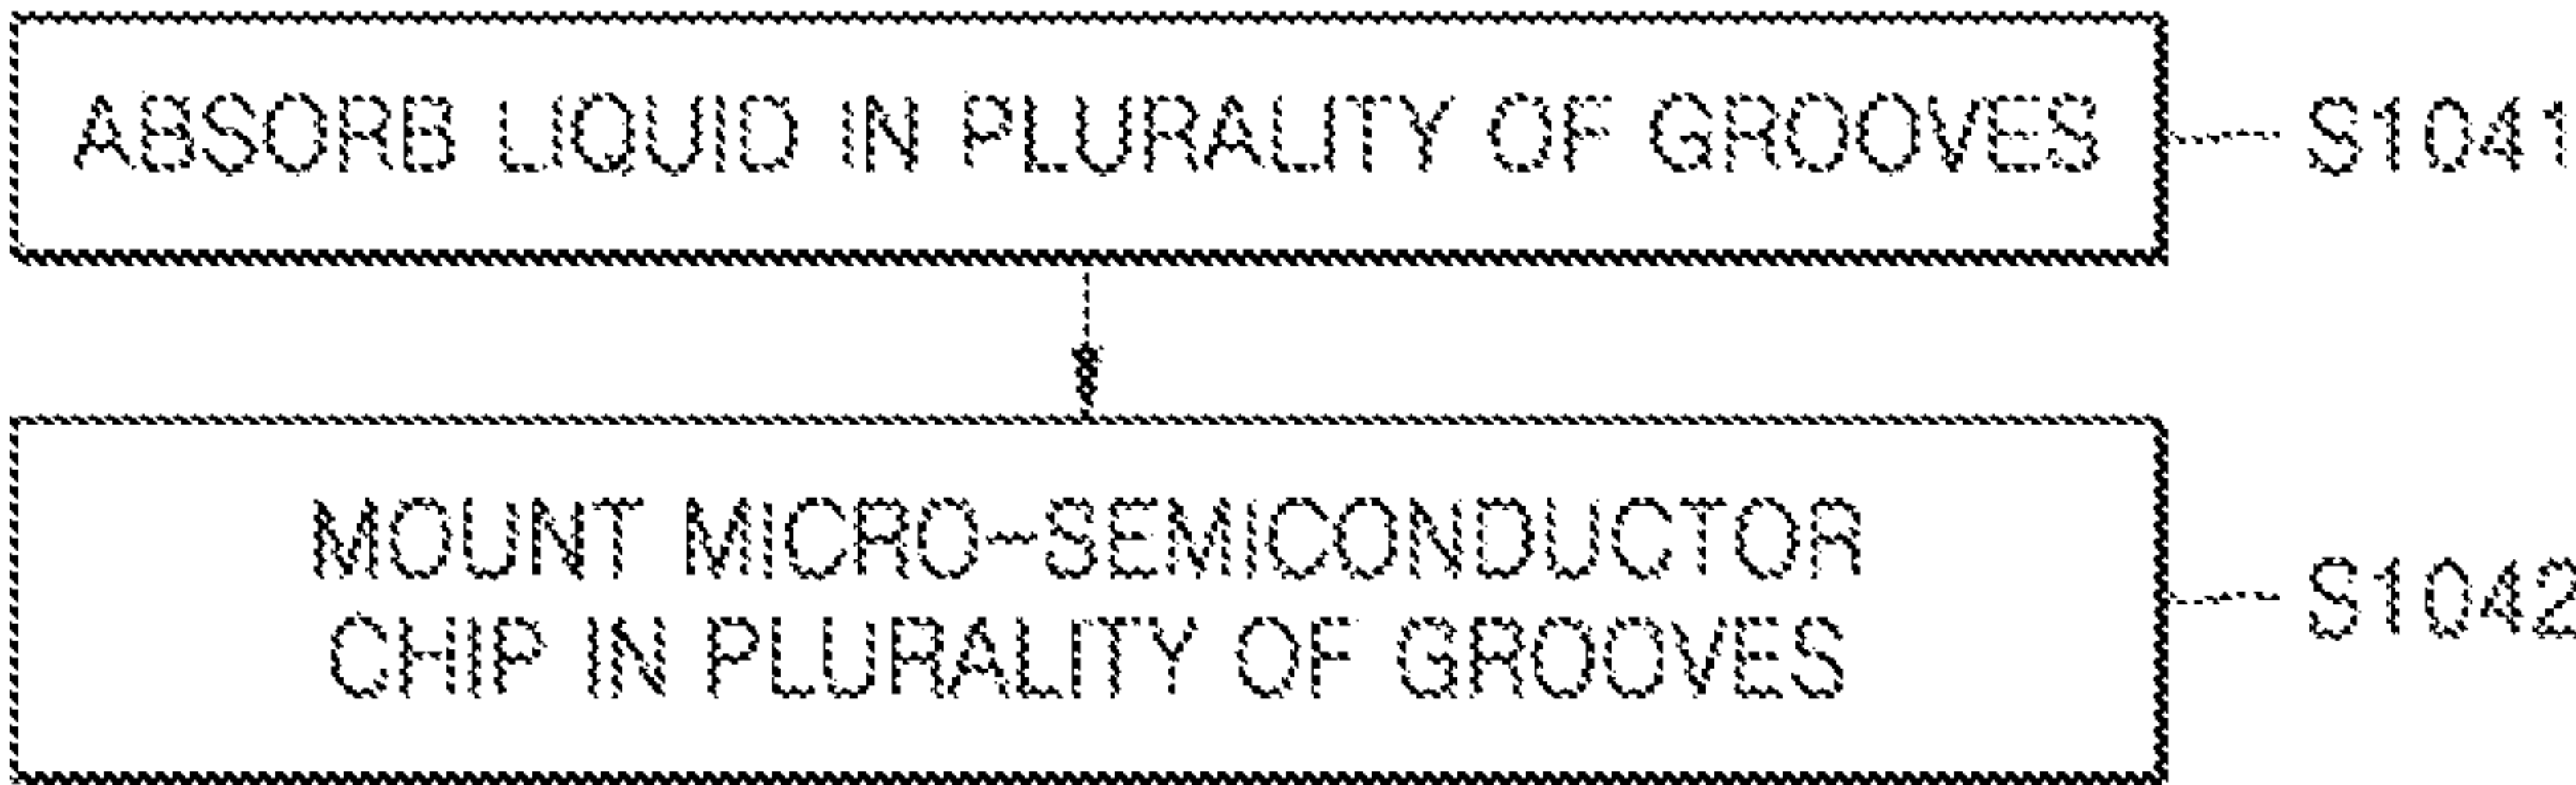 ABSORB LIQUID IN PLURALITY OF GROOVES
S1041
MOUNT MICRO-SEMICONDUCTOR
CHIP IN PLURALITY OF GROOVES
S1042